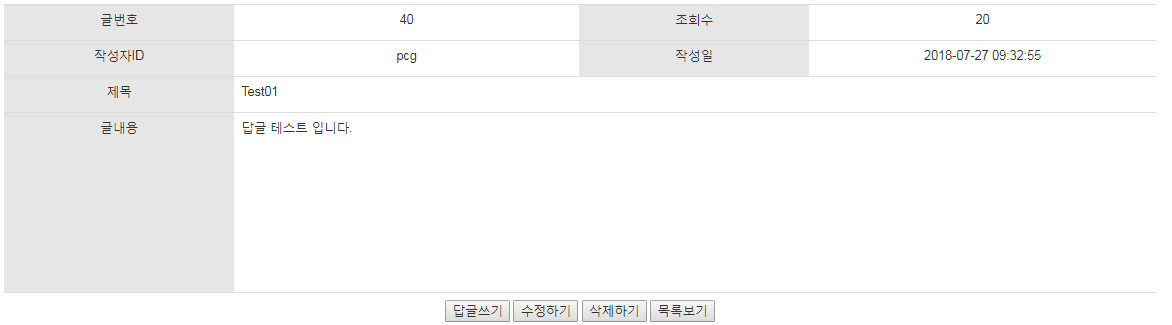 글번호 40 조회수 20
작성자ID pcg 작성일 2018-07-27 09:32:55
제목 Test01
글내용 답글 테스트 입니다.
답글쓰기 수정하기 삭제하기 목록보기